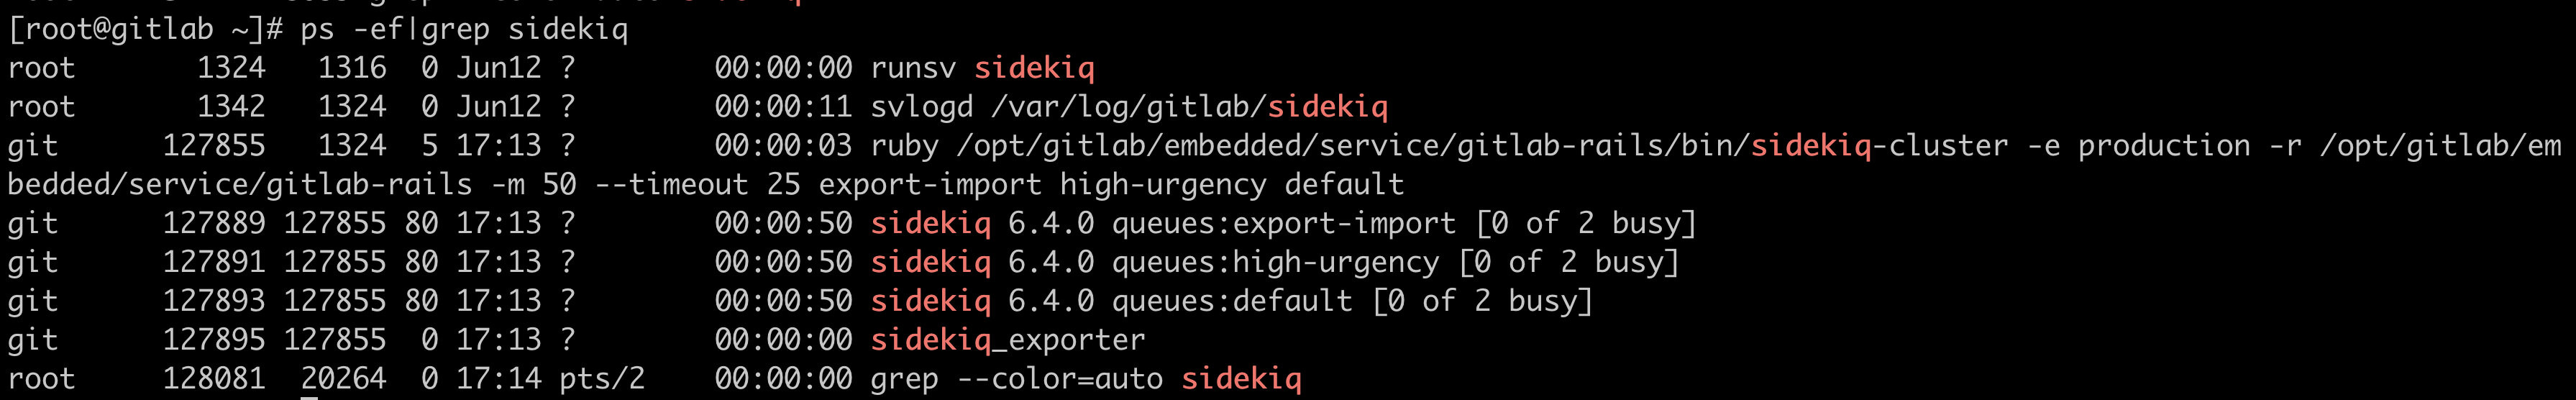 [root@gitlab ~]# ps -ef|grep sidekiq
root       1324   1316  0 Jun12 ?        00:00:00 runsv sidekiq
root       1342   1324  0 Jun12 ?        00:00:11 svlogd /var/log/gitlab/sidekiq
git      127855   1324  5 17:13 ?        00:00:03 ruby /opt/gitlab/embedded/service/gitlab-rails/bin/sidekiq-cluster -e production -r /opt/gitlab/em
bedded/service/gitlab-rails -m 50 --timeout 25 export-import high-urgency default
git      127889 127855 80 17:13 ?        00:00:50 sidekiq 6.4.0 queues:export-import [0 of 2 busy]
git      127891 127855 80 17:13 ?        00:00:50 sidekiq 6.4.0 queues:high-urgency [0 of 2 busy]
git      127893 127855 80 17:13 ?        00:00:50 sidekiq 6.4.0 queues:default [0 of 2 busy]
git      127895 127855  0 17:13 ?        00:00:00 sidekiq_exporter
root     128081  20264  0 17:14 pts/2    00:00:00 grep --color=auto sidekiq